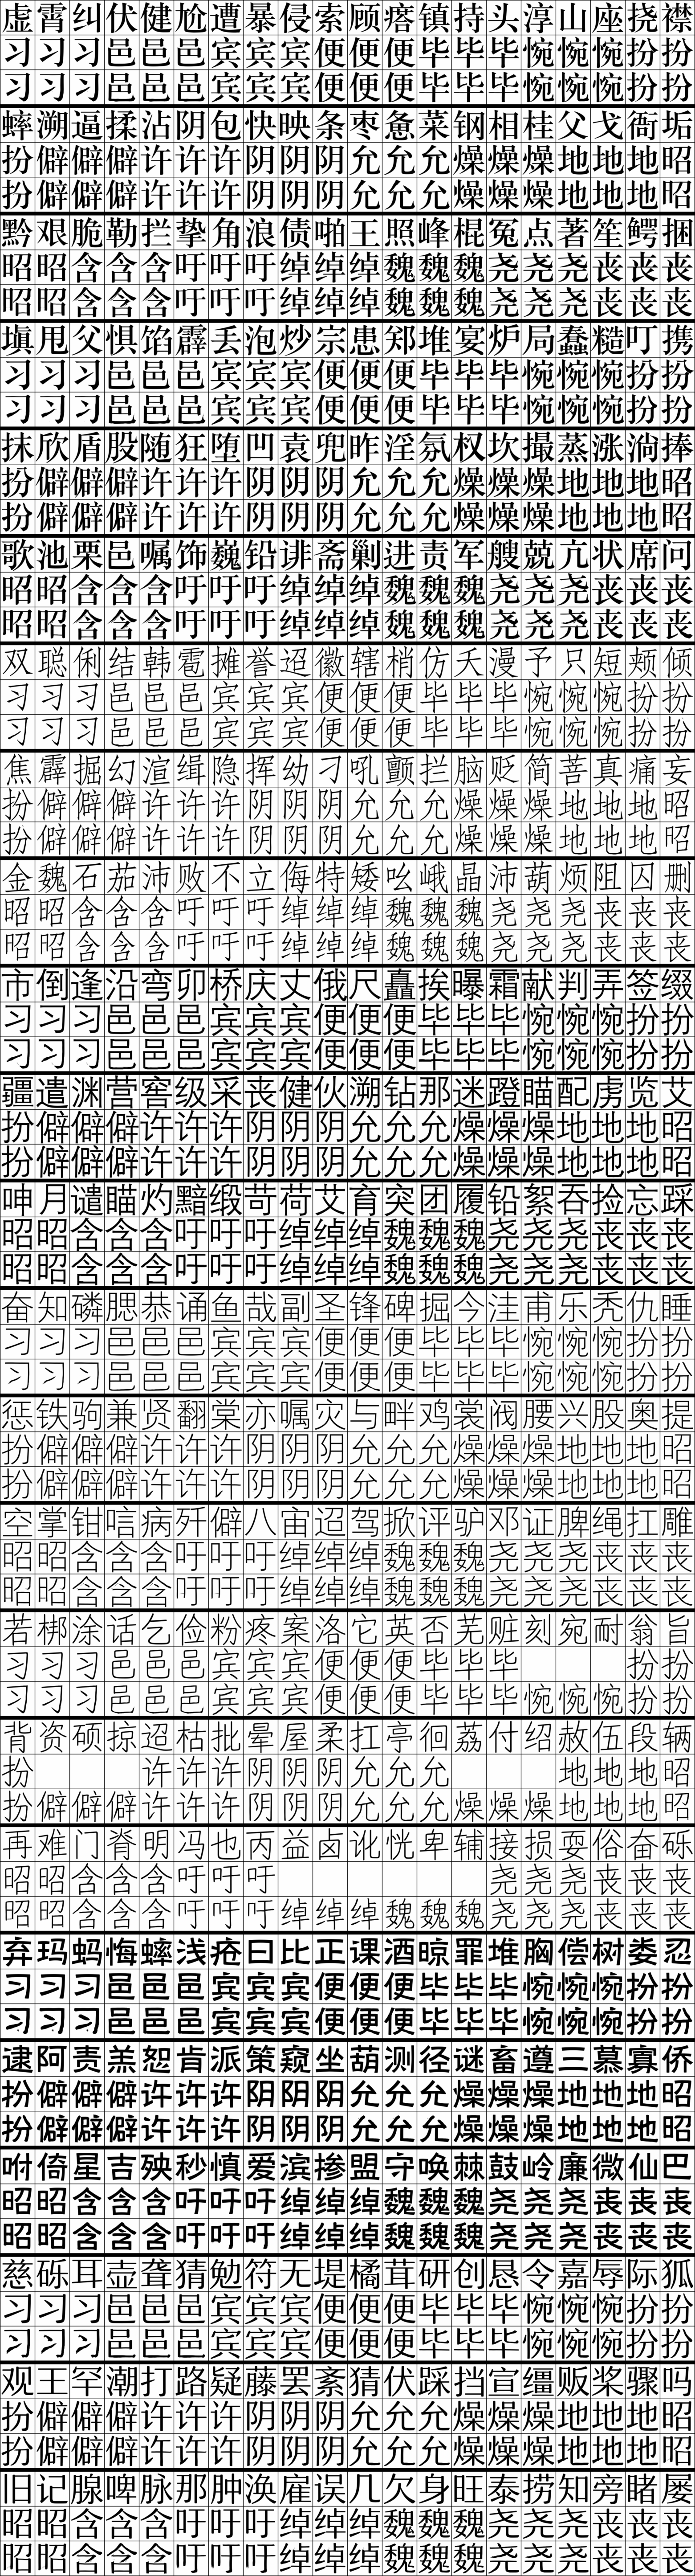 虚霄纠伏健尬遭暴侵索顾瘩镇持头淳山座挠襟
习习习邑邑邑宾宾宾便便便毕毕毕惋惋惋扮扮
习习习邑邑邑宾宾宾便便便毕毕毕惋惋惋扮扮
蟀溯逼揉沾阴包快映条枣惫菜钢相桂父戈衙垢
扮僻僻僻许许许阴阴阴允允允燥燥燥地地地昭
扮僻僻僻许许许阴阴阴允允允燥燥燥地地地昭
黔艰脆勒拦挚角浪债啪王照峰棍冤点著笙鳄捆
昭昭含含含吁吁吁绰绰绰魏魏魏尧尧尧丧丧丧
昭昭含含含吁吁吁绰绰绰魏魏魏尧尧尧丧丧丧
填甩父惧馅霹丢泡炒宗患郑堆宴炉局蠢糙叮携
习习习邑邑邑宾宾宾便便便毕毕毕惋惋惋扮扮
习习习邑邑邑宾宾宾便便便毕毕毕惋惋惋扮扮
抹欣盾股随狂堕凹袁兜昨淫氛权坎撮蒸涨淌捧
扮僻僻僻许许许阴阴阴允允允燥燥燥地地地昭
扮僻僻僻许许许阴阴阴允允允燥燥燥地地地昭
歌池栗邑嘱饰巍铅诽斋剿进责军艘兢亢状席问
昭昭含含含吁吁吁绰绰绰魏魏魏尧尧尧丧丧丧
昭昭含含含吁吁吁绰绰绰魏魏魏尧尧尧丧丧丧
双聪俐结韩雹摊誉迢徽辖梢仿夭漫予只短颊倾
习习习邑邑邑宾宾宾便便便毕毕毕惋惋惋扮扮
习习习邑邑邑宾宾宾便便便毕毕毕惋惋惋扮扮
焦霹掘幻渲缉隐挥幼刁吼颤拦脑贬简菩真痛妄
扮僻僻僻许许许阴阴阴允允允燥燥燥地地地昭
扮僻僻僻许许许阴阴阴允允允燥燥燥地地地昭
金魏石茄沛败不立侮特矮吆峨晶沛葫烦阻囚删
昭昭含含含吁吁吁绰绰绰魏魏魏尧尧尧丧丧丧
昭昭含含含吁吁吁绰绰绰魏魏魏尧尧尧丧丧丧
市倒逢沿弯卯桥庆丈俄尺矗挨曝霜献判弄签缀
习习习邑邑邑宾宾宾便便便毕毕毕惋惋惋扮扮
习习习邑邑邑宾宾宾便便便毕毕毕惋惋惋扮扮
疆遣渊营窖级采丧健伙溯钻那迷蹬瞄配虏览艾
扮僻僻僻许许许阴阴阴允允允燥燥燥地地地昭
扮僻僻僻许许许阴阴阴允允允燥燥燥地地地昭
呻月谴瞄灼黯缎苛荷艾育突团履铅絮吞捡忘踩
昭昭含含含吁吁吁绰绰绰魏魏魏尧尧尧丧丧丧
昭昭含含含吁吁吁绰绰绰魏魏魏尧尧尧丧丧丧
奋知磷腮恭诵鱼哉副圣锋碑掘今洼甫乐秃仇睡
习习习邑邑邑宾宾宾便便便毕毕毕惋惋惋扮扮
习习习邑邑邑宾宾宾便便便毕毕毕惋惋惋扮扮
惩铁驹兼贤翻棠亦嘱灾与畔鸡裳阀腰兴股奥提
扮僻僻僻许许许阴阴阴允允允燥燥燥地地地昭
扮僻僻僻许许许阴阴阴允允允燥燥燥地地地昭
空掌钳唁病歼僻八宙迢驾掀评驴邓证脾绳扛雕
昭昭含含含吁吁吁绰绰绰魏魏魏尧尧尧丧丧丧
昭昭含含含吁吁吁绰绰绰魏魏魏尧尧尧丧丧丧
若梆涂话乞俭粉疼案洛它英否芜赃刻宛耐翁旨
习习习邑邑邑宾宾宾便便便毕毕毕扮扮
习习习邑邑邑宾宾宾便便便毕毕毕惋惋惋扮扮
背资硕掠迢枯批晕屋柔扛亭徊荔付绍赦伍段辆
扮许许许阴阴阴允允允地地地昭
扮僻僻僻许许许阴阴阴允允允燥燥燥地地地昭
再难门脊明冯也丙益卤讹恍卑辅接损耍俗奋砾
昭昭含含含吁吁吁尧尧尧丧丧丧
昭昭含含含吁吁吁绰绰绰魏魏魏尧尧尧丧丧丧
弃玛蚂悔蟀浅疮曰比正课酒晾罪堆胸偿树娄忍
习习习邑邑邑宾宾宾便便便毕毕毕惋惋惋扮扮
习习习邑邑邑宾宾宾便便便毕毕毕惋惋惋扮扮
逮阿责羔恕肯派策窥坐葫测径谜畜遵三慕寡侨
扮僻僻僻许许许阴阴阴允允允燥燥燥地地地昭
扮僻僻僻许许许阴阴阴允允允燥燥燥地地地昭
咐倚星吉殃秒慎爱滨掺盟守唤棘鼓岭廉微仙巴
昭昭含含含吁吁吁绰绰绰魏魏魏尧尧尧丧丧丧
昭昭含含含吁吁吁绰绰绰魏魏魏尧尧尧丧丧丧
慈砾耳壶聋猜勉符无堤橘茸研创恳令嘉辱际狐
习习习邑邑邑宾宾宾便便便毕毕毕惋惋惋扮扮
习习习邑邑邑宾宾宾便便便毕毕毕惋惋惋扮扮
观王罕潮打路疑藤罢紊猜伏踩挡宣缰贩桨骤吗
扮僻僻僻许许许阴阴阴允允允燥燥燥地地地昭
扮僻僻僻许许许阴阴阴允允允燥燥燥地地地昭
旧记腺啤脉那肿涣雇误几欠身旺泰捞知旁睹屡
昭昭含含含吁吁吁绰绰绰魏魏魏尧尧尧丧丧丧
昭昭含含含吁吁吁绰绰绰魏魏魏尧尧尧丧丧丧